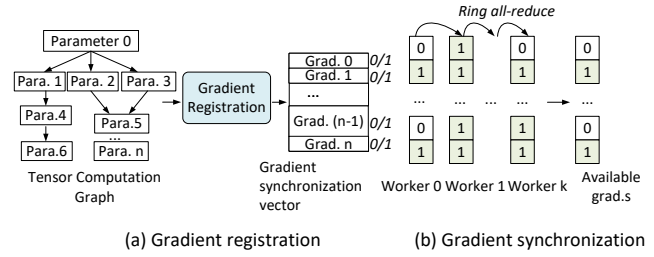 Ring all-reduce
Parameter 0
Para. 1 Para. 2 Para. 3
Para.4
Para.5
...
Para.6 Para. n
Tensor Computation
Graph
Gradient
Registration
Grad. 0 0/1
Grad. 1 0/1
...
Grad. (n-1) 0/1
Grad. n 0/1
Gradient
synchronization
vector
0 1 0 0
1 1 1 1
... ... ... ...
0 1 1 0
1 1 1 1
Worker 0 Worker 1 Worker k
Available
grad.s
(a) Gradient registration
(b) Gradient synchronization